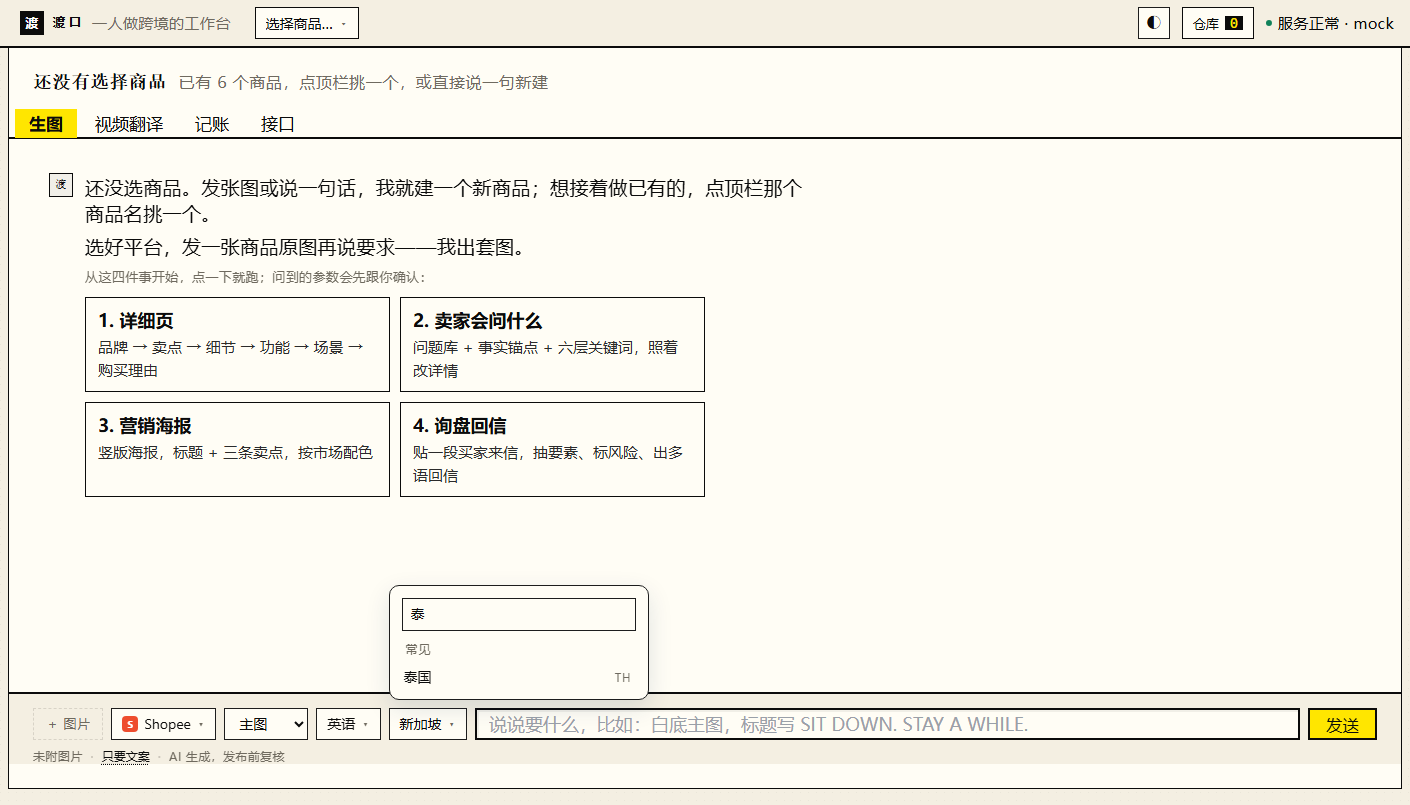 渡 渡口 一人做跨境的工作台 选择商品... 仓库 0 服务正常 · mock
还没有选择商品 已有 6 个商品，点顶栏挑一个，或直接说一句新建
生图 视频翻译 记账 接口
渡 还没选商品。发张图或说一句话，我就建一个新商品；想接着做已有的，点顶栏那个
商品名挑一个。
选好平台，发一张商品原图再说要求——我出套图。
从这四件事开始，点一下就跑；问到的参数会先跟你确认：
1. 详细页
品牌 → 卖点 → 细节 → 功能 → 场景 →
购买理由
2. 卖家会问什么
问题库 + 事实锚点 + 六层关键词，照着
改详情
3. 营销海报
竖版海报，标题 + 三条卖点，按市场配色
4. 询盘回信
贴一段买家来信，抽要素、标风险、出多
语回信
泰
常见
泰国 TH
+ 图片 S Shopee 主图 英语 新加坡 说说要什么，比如：白底主图，标题写 SIT DOWN. STAY A WHILE. 发送
未附图片 · 只要文案 · AI 生成，发布前复核